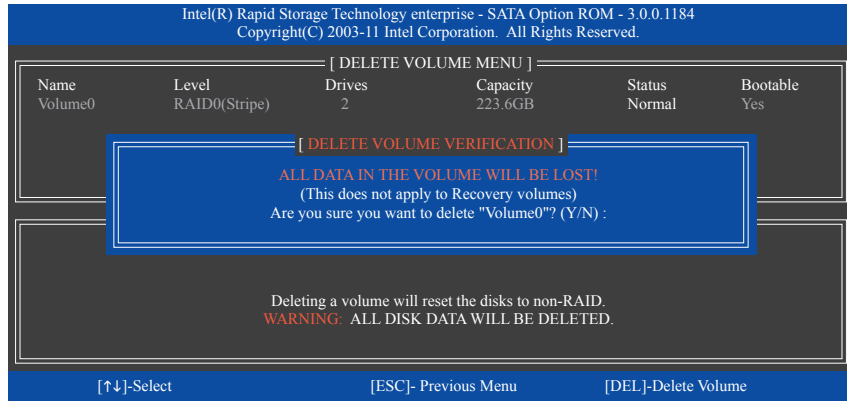 Intel(R) Rapid Storage Technology enterprise - SATA Option ROM - 3.0.0.1184
Copyright(C) 2003-11 Intel Corporation. All Rights Reserved.
[ DELETE VOLUME MENU ]
Name Level Drives Capacity Status Bootable
Volume0 RAID0(Stripe) 2 223.6GB Normal Yes
[ DELETE VOLUME VERIFICATION ]
ALL DATA IN THE VOLUME WILL BE LOST!
(This does not apply to Recovery volumes)
Are you sure you want to delete "Volume0"? (Y/N) :
Deleting a volume will reset the disks to non-RAID.
WARNING: ALL DISK DATA WILL BE DELETED.
[↑↓]-Select [ESC]- Previous Menu [DEL]-Delete Volume